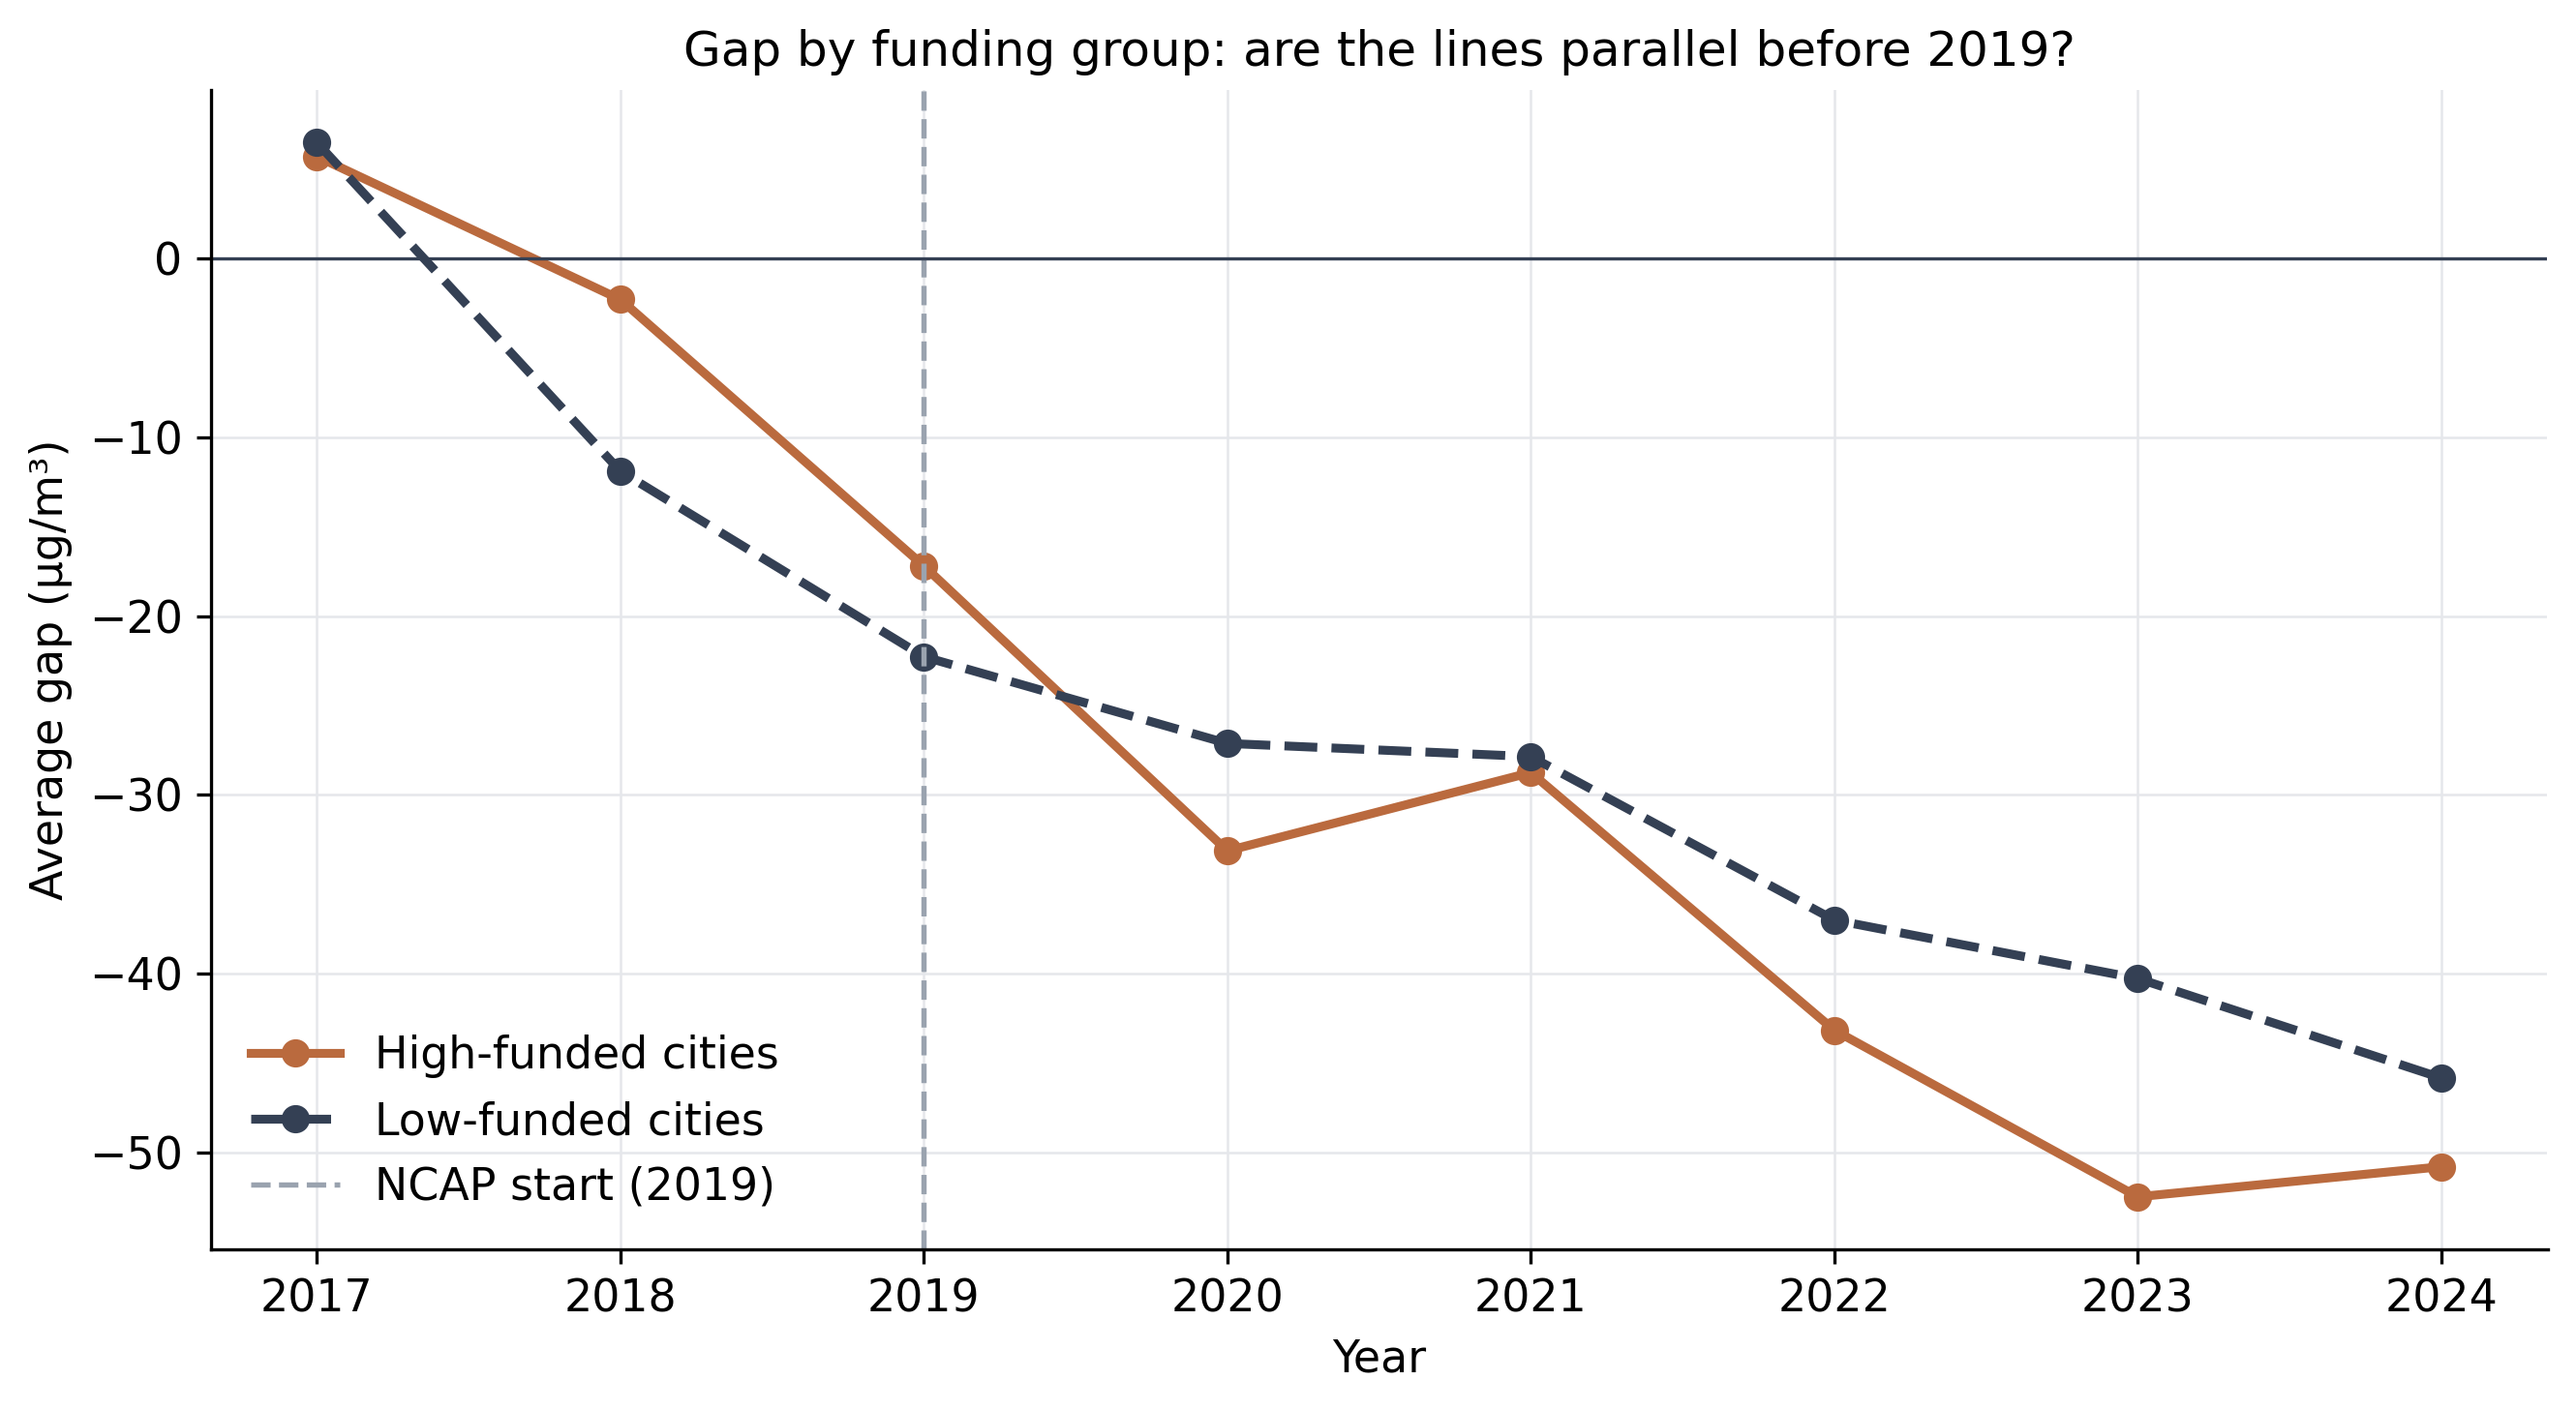 Gap by funding group: are the lines parallel before 2019?
Average gap (µg/m³)
0
−10
−20
−30
−40
−50
High-funded cities
Low-funded cities
NCAP start (2019)
2017 2018 2019 2020 2021 2022 2023 2024
Year